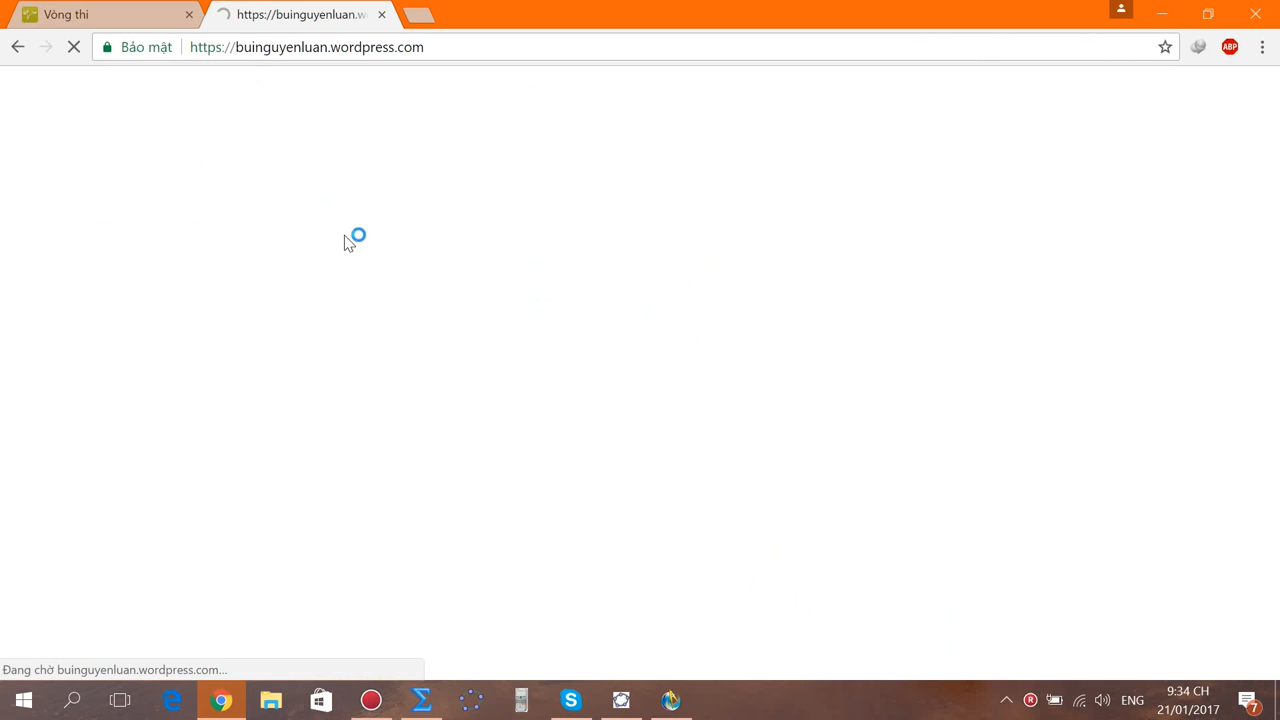 Vòng thi
https://buinguyenluan.w
Bảo mật
https://buinguyenluan.wordpress.com
ABP
Đang chờ buinguyenluan.wordpress.com...
R
ENG
9:34 CH
21/01/2017
7